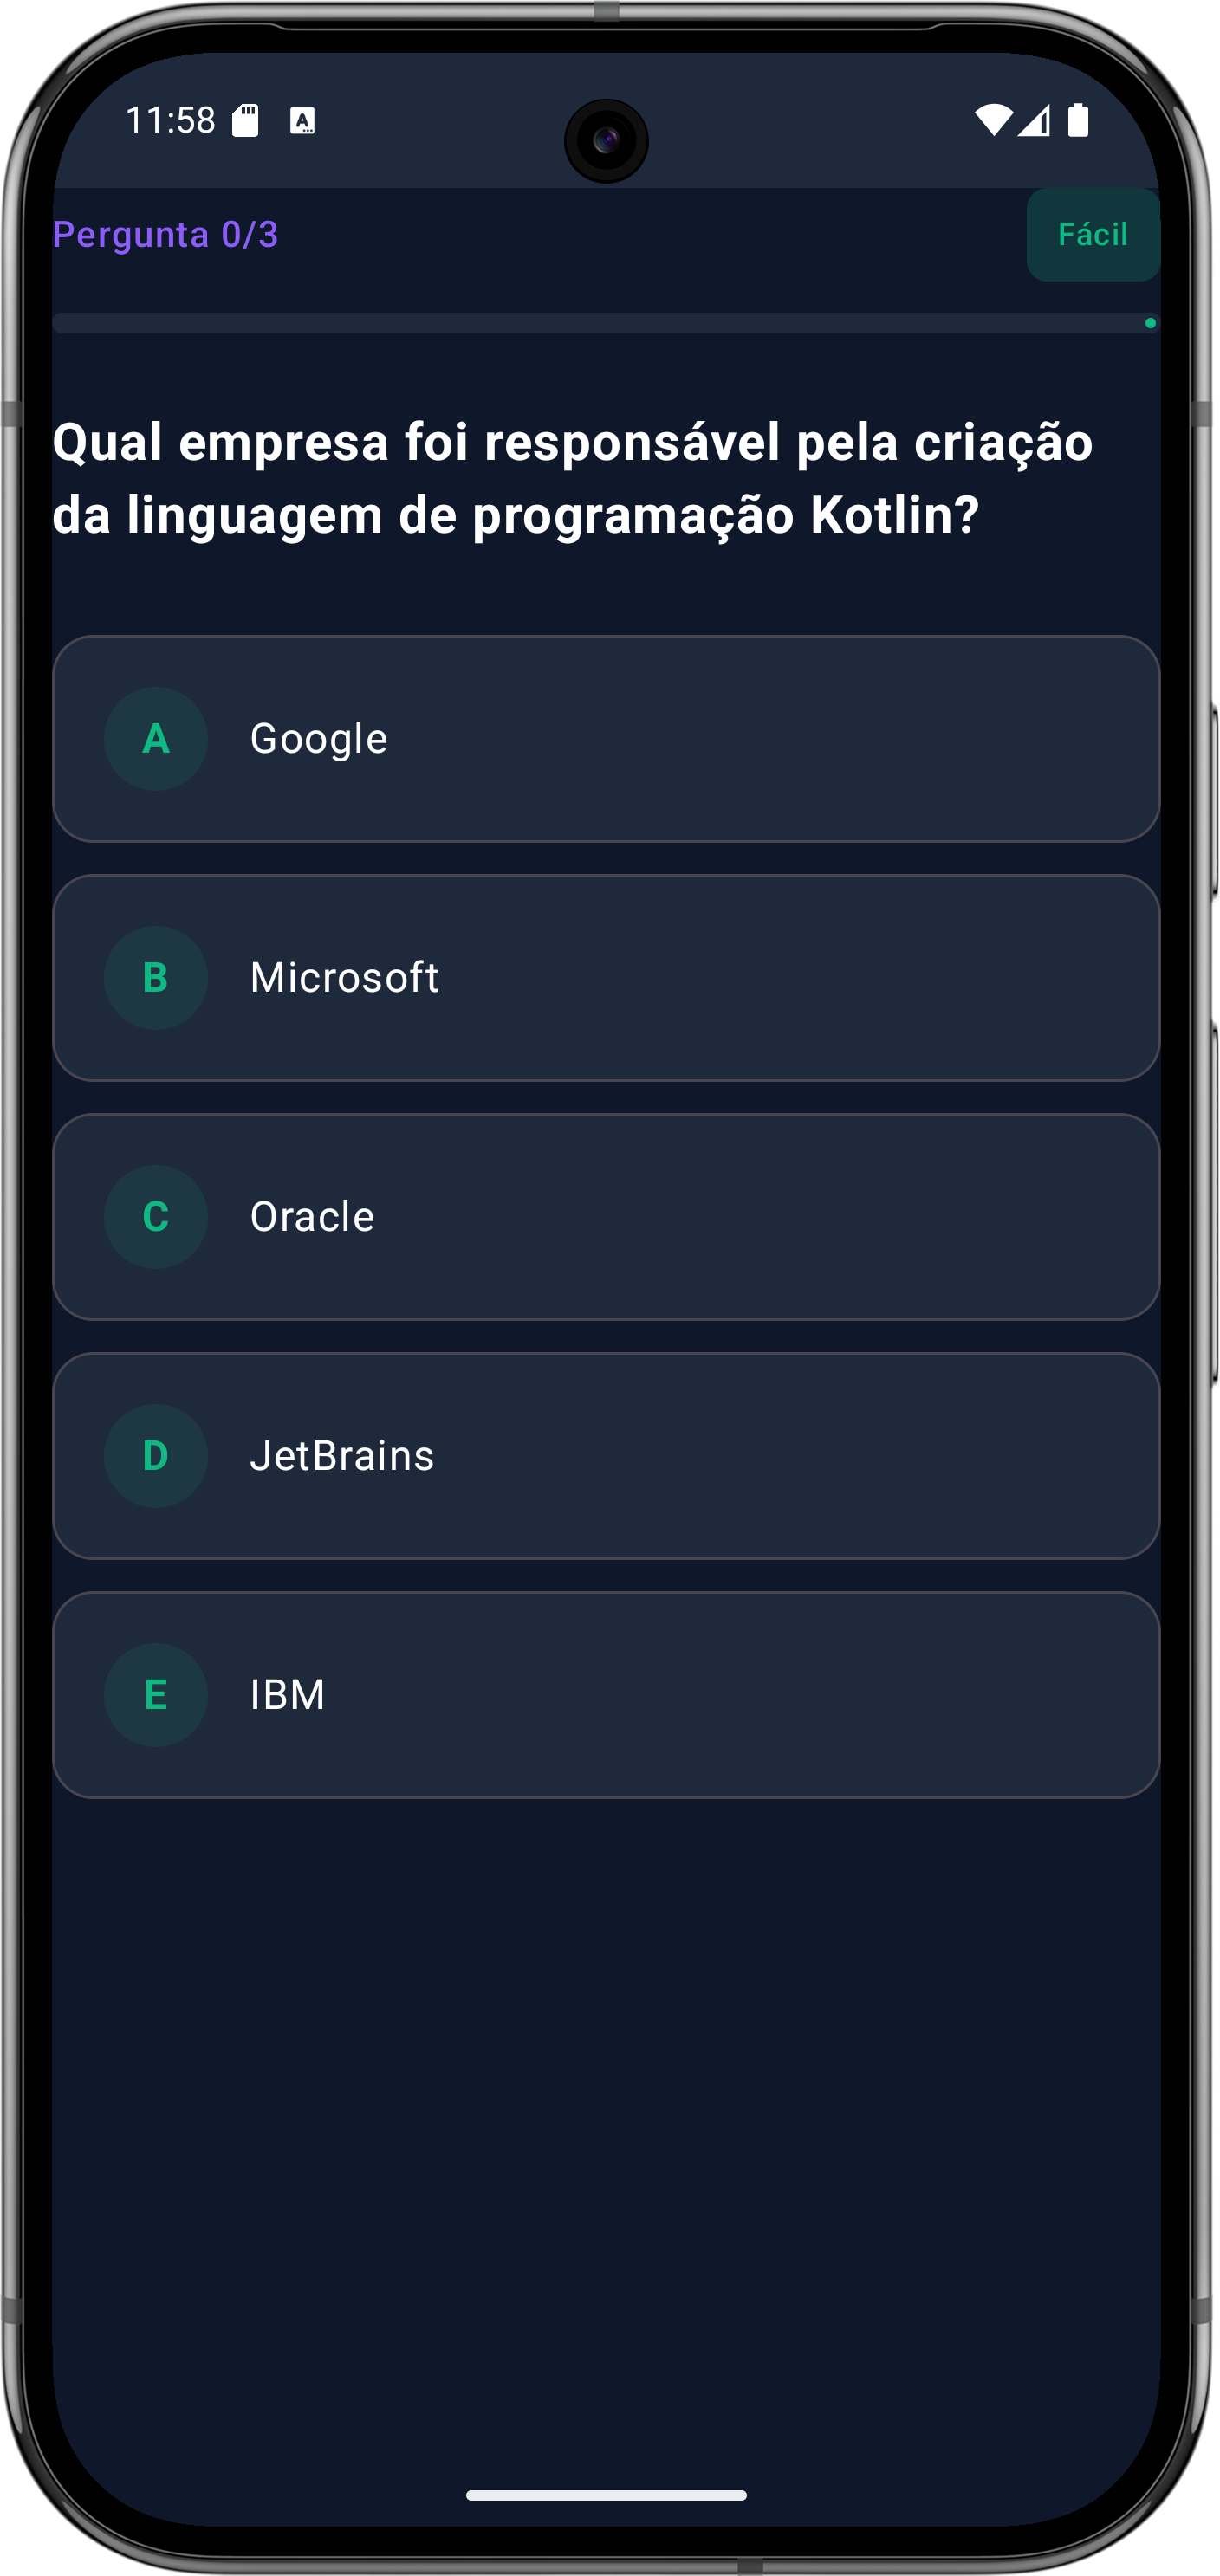 11:58
Pergunta 0/3
Fácil
Qual empresa foi responsável pela criação
da linguagem de programação Kotlin?
A Google
B Microsoft
C Oracle
D JetBrains
E IBM